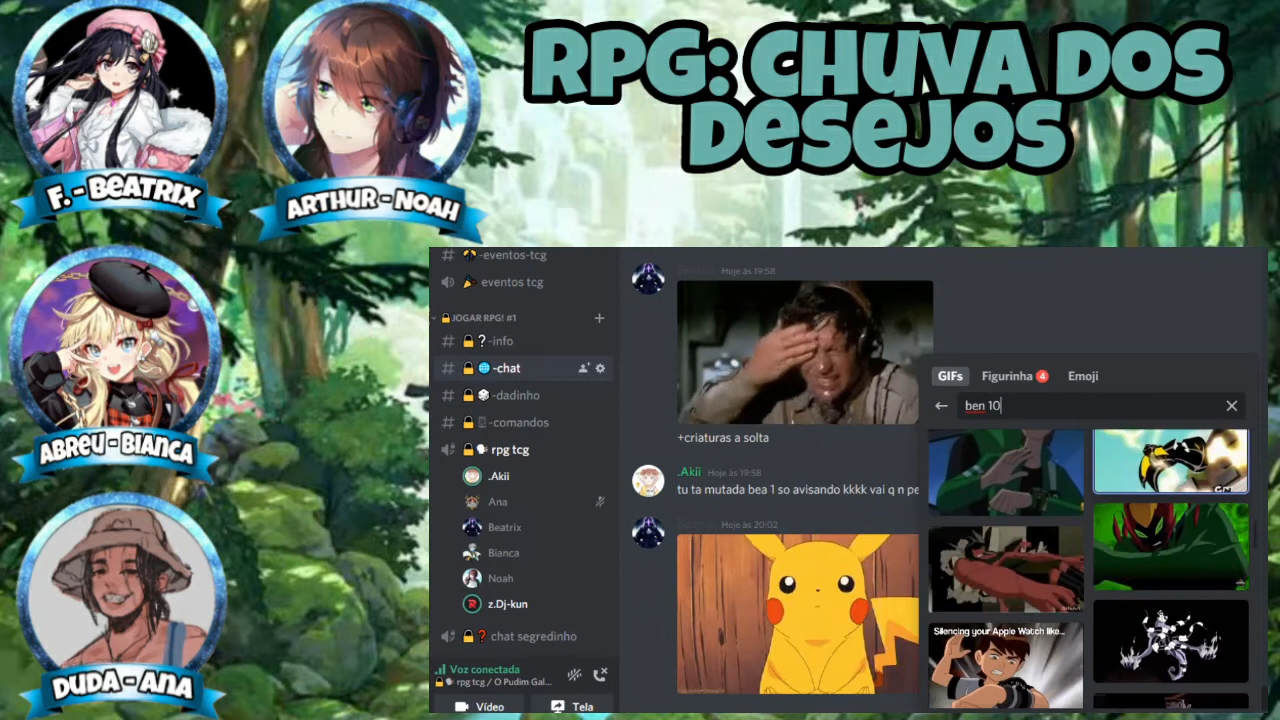 RPG: CHUVA DOS
DESEJOS
F. - BEATRIX
ARTHUR - NOAH
ABREU - BIANCA
DUDA - ANA
-eventos-tcg
eventos tcg
JOGAR RPG! #1
-info
-chat
-dadinho
-comandos
rpg tcg
.Akii
Ana
Beatrix
Bianca
Noah
z.Dj-kun
chat segredinho
Voz conectada
rpg tcg / O Pudim Gal...
Vídeo
Tela
Hoje às 19:58
+criaturas a solta
.Akii Hoje às 19:58
tu ta mutada bea 1 so avisando kkkk vai q n pe
Hoje às 20:02
GIFs Figurinha 4 Emoji
ben 10
CN
Silencing your Apple Watch like...